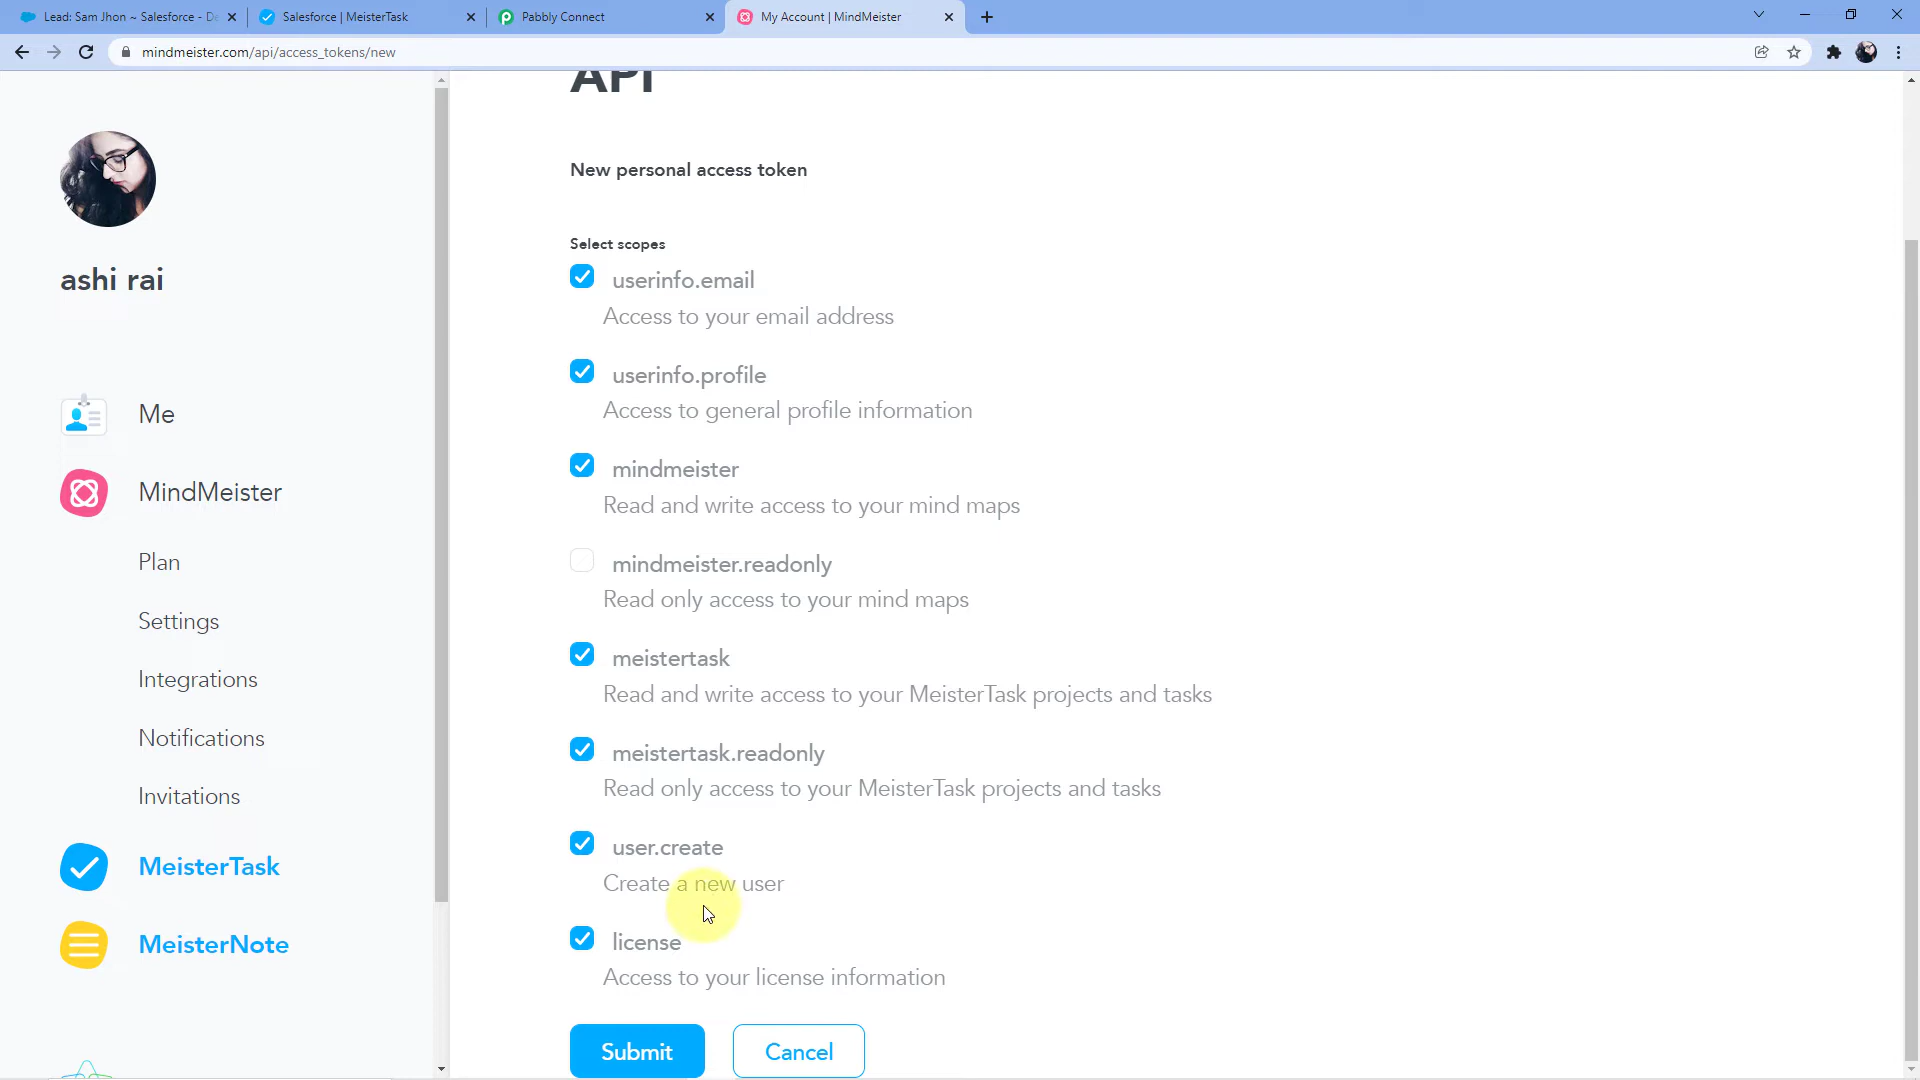 Lead: Sam Jhon ~ Salesforce - De
Salesforce | MeisterTask
Pabbly Connect
My Account | MindMeister
mindmeister.com/api/access_tokens/new
ashi rai
Me
MindMeister
Plan
Settings
Integrations
Notifications
Invitations
MeisterTask
MeisterNote
API
New personal access token
Select scopes
userinfo.email
Access to your email address
userinfo.profile
Access to general profile information
mindmeister
Read and write access to your mind maps
mindmeister.readonly
Read only access to your mind maps
meistertask
Read and write access to your MeisterTask projects and tasks
meistertask.readonly
Read only access to your MeisterTask projects and tasks
user.create
Create a new user
license
Access to your license information
Submit
Cancel